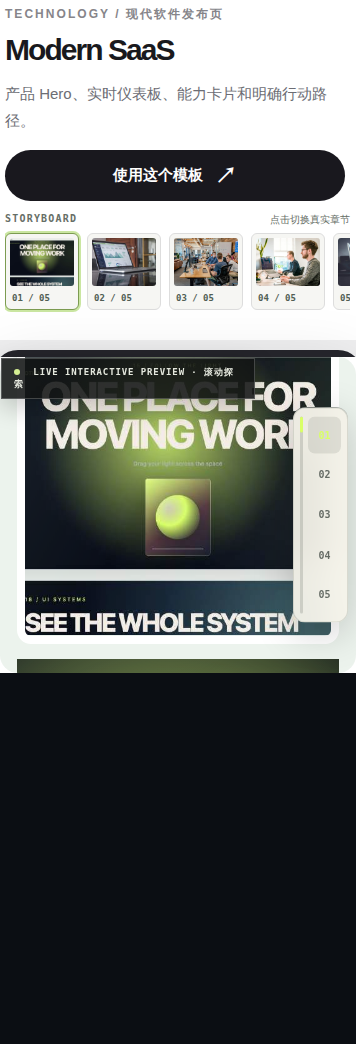 TECHNOLOGY / 现代软件发布页
Modern SaaS
产品 Hero、实时仪表板、能力卡片和明确行动路
径。
使用这个模板 ↗
STORYBOARD
点击切换真实章节
ONE PLACE FOR
MOVING WORK
SEE THE WHOLE SYSTEM
01 / 05
02 / 05
03 / 05
04 / 05
05
LIVE INTERACTIVE PREVIEW · 滚动探
索
ONE PLACE FOR
MOVING WORK
01
02
03
04
05
/ UI SYSTEMS
SEE THE WHOLE SYSTEM